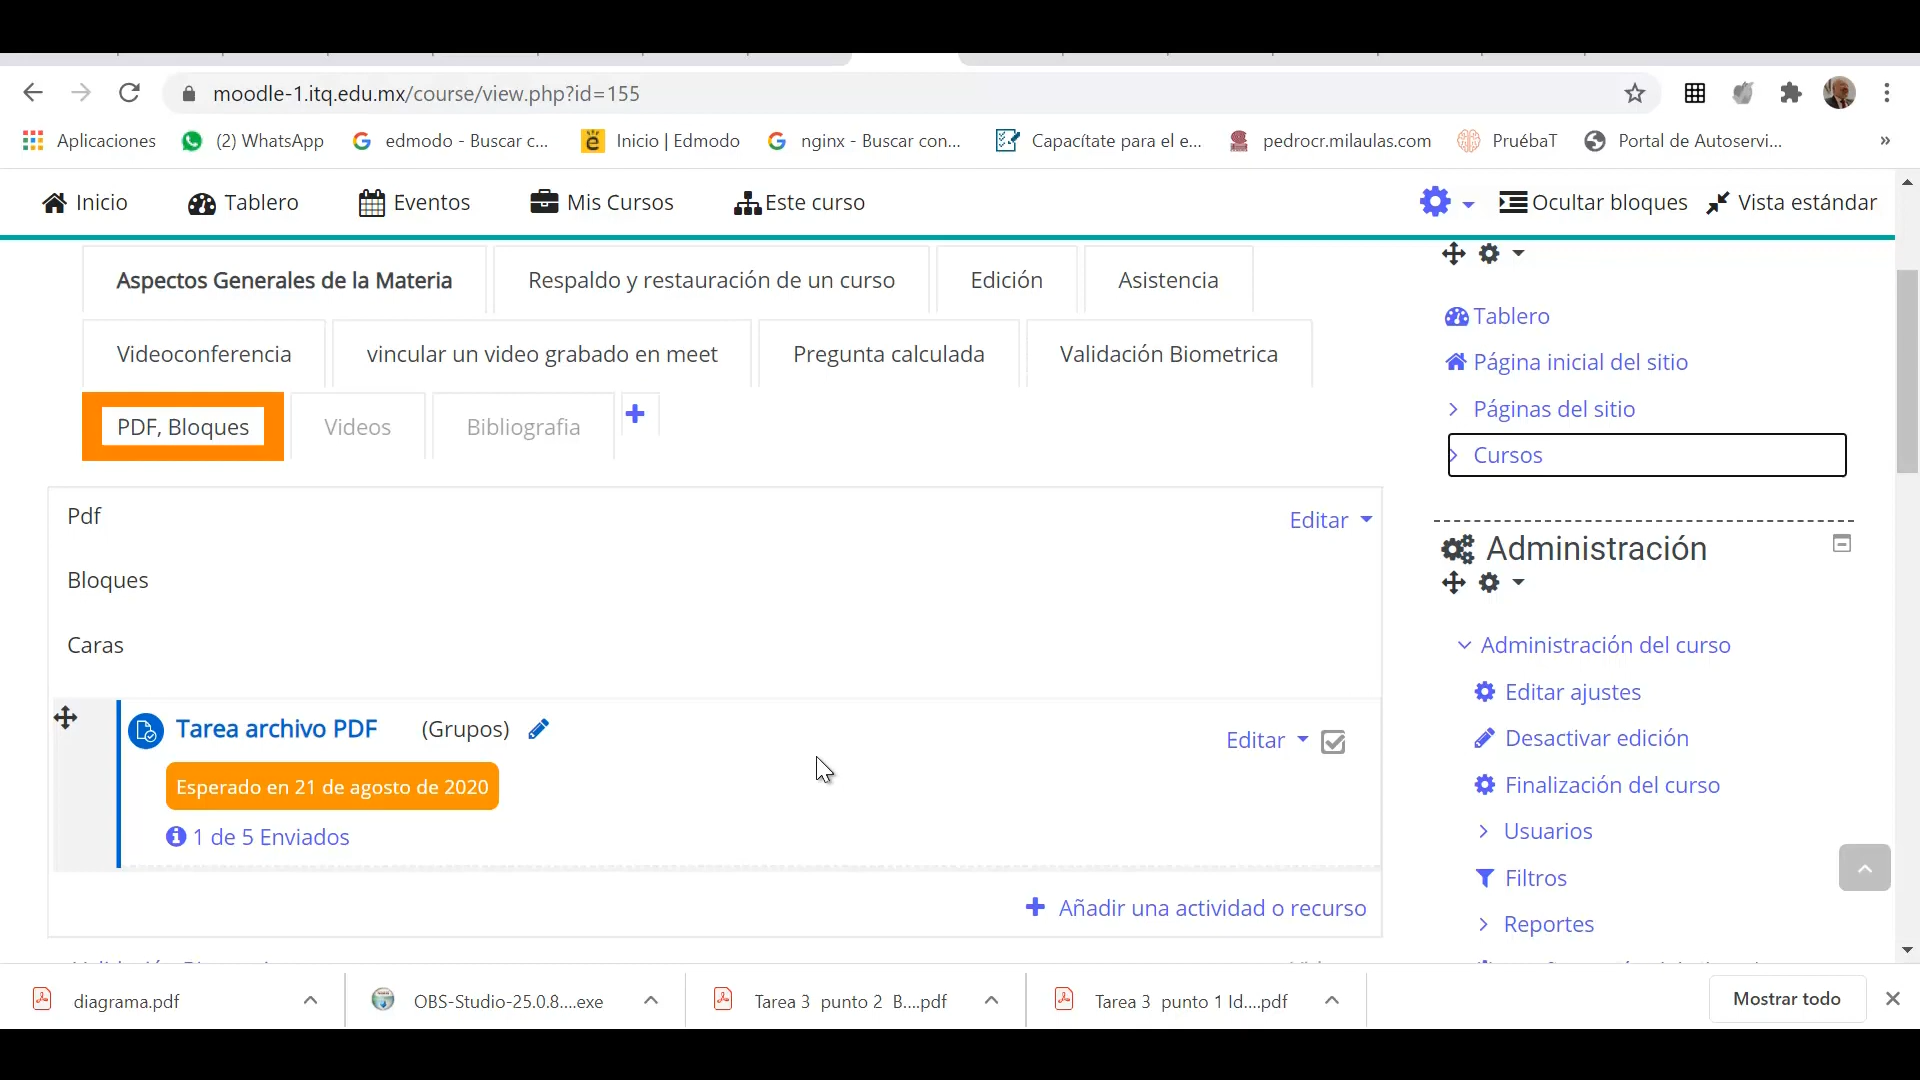 moodle-1.itq.edu.mx/course/view.php?id=155
Aplicaciones (2) WhatsApp edmodo - Buscar c... Inicio | Edmodo nginx - Buscar con... Capacítate para el e... pedrocr.milaulas.com PruébaT Portal de Autoservi... »
Inicio Tablero Eventos Mis Cursos Este curso Ocultar bloques Vista estándar
Aspectos Generales de la Materia Respaldo y restauración de un curso Edición Asistencia
Videoconferencia vincular un video grabado en meet Pregunta calculada Validación Biometrica
PDF, Bloques Videos Bibliografia
Pdf Editar
Bloques
Caras
Tarea archivo PDF (Grupos) Editar
Esperado en 21 de agosto de 2020
1 de 5 Enviados
Añadir una actividad o recurso
Tablero
Página inicial del sitio
Páginas del sitio
Cursos
Administración
Administración del curso
Editar ajustes
Desactivar edición
Finalización del curso
Usuarios
Filtros
Reportes
diagrama.pdf OBS-Studio-25.0.8....exe Tarea 3 punto 2 B....pdf Tarea 3 punto 1 Id....pdf Mostrar todo